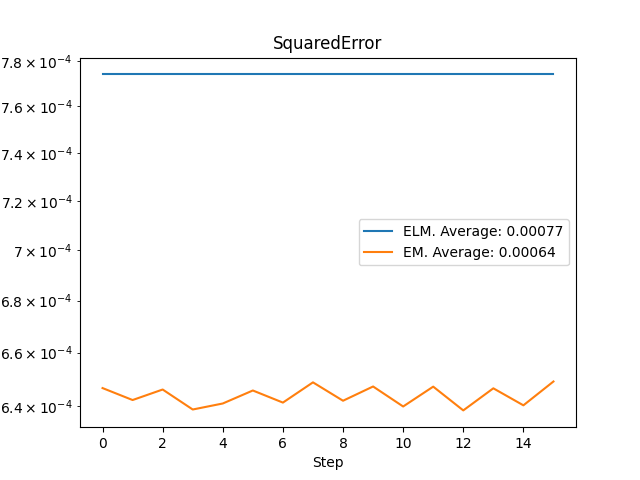 SquaredError
7.8 × 10⁻⁴
7.6 × 10⁻⁴
7.4 × 10⁻⁴
7.2 × 10⁻⁴
7 × 10⁻⁴
6.8 × 10⁻⁴
6.6 × 10⁻⁴
6.4 × 10⁻⁴
ELM. Average: 0.00077
EM. Average: 0.00064
0 2 4 6 8 10 12 14
Step